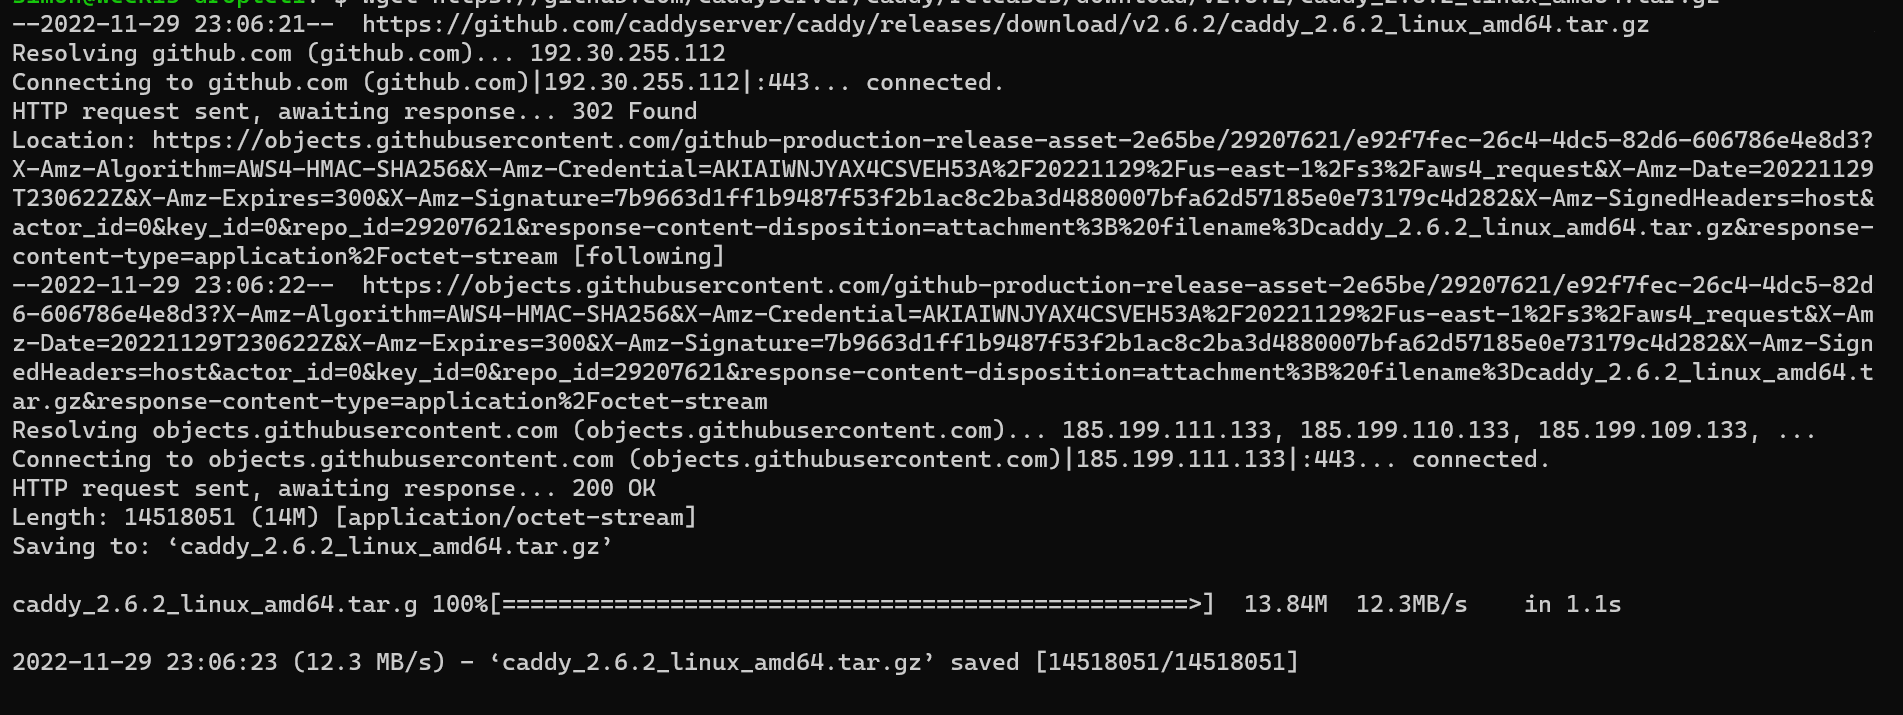 --2022-11-29 23:06:21--  https://github.com/caddyserver/caddy/releases/download/v2.6.2/caddy_2.6.2_linux_amd64.tar.gz
Resolving github.com (github.com)... 192.30.255.112
Connecting to github.com (github.com)|192.30.255.112|:443... connected.
HTTP request sent, awaiting response... 302 Found
Location: https://objects.githubusercontent.com/github-production-release-asset-2e65be/29207621/e92f7fec-26c4-4dc5-82d6-606786e4e8d3?
X-Amz-Algorithm=AWS4-HMAC-SHA256&X-Amz-Credential=AKIAIWNJYAX4CSVEH53A%2F20221129%2Fus-east-1%2Fs3%2Faws4_request&X-Amz-Date=20221129
T230622Z&X-Amz-Expires=300&X-Amz-Signature=7b9663d1ff1b9487f53f2b1ac8c2ba3d4880007bfa62d57185e0e73179c4d282&X-Amz-SignedHeaders=host&
actor_id=0&key_id=0&repo_id=29207621&response-content-disposition=attachment%3B%20filename%3Dcaddy_2.6.2_linux_amd64.tar.gz&response-
content-type=application%2Foctet-stream [following]
--2022-11-29 23:06:22--  https://objects.githubusercontent.com/github-production-release-asset-2e65be/29207621/e92f7fec-26c4-4dc5-82d
6-606786e4e8d3?X-Amz-Algorithm=AWS4-HMAC-SHA256&X-Amz-Credential=AKIAIWNJYAX4CSVEH53A%2F20221129%2Fus-east-1%2Fs3%2Faws4_request&X-Am
z-Date=20221129T230622Z&X-Amz-Expires=300&X-Amz-Signature=7b9663d1ff1b9487f53f2b1ac8c2ba3d4880007bfa62d57185e0e73179c4d282&X-Amz-Sign
edHeaders=host&actor_id=0&key_id=0&repo_id=29207621&response-content-disposition=attachment%3B%20filename%3Dcaddy_2.6.2_linux_amd64.t
ar.gz&response-content-type=application%2Foctet-stream
Resolving objects.githubusercontent.com (objects.githubusercontent.com)... 185.199.111.133, 185.199.110.133, 185.199.109.133, ...
Connecting to objects.githubusercontent.com (objects.githubusercontent.com)|185.199.111.133|:443... connected.
HTTP request sent, awaiting response... 200 OK
Length: 14518051 (14M) [application/octet-stream]
Saving to: ‘caddy_2.6.2_linux_amd64.tar.gz’
caddy_2.6.2_linux_amd64.tar.g 100%[=================================================>]  13.84M  12.3MB/s    in 1.1s
2022-11-29 23:06:23 (12.3 MB/s) - ‘caddy_2.6.2_linux_amd64.tar.gz’ saved [14518051/14518051]